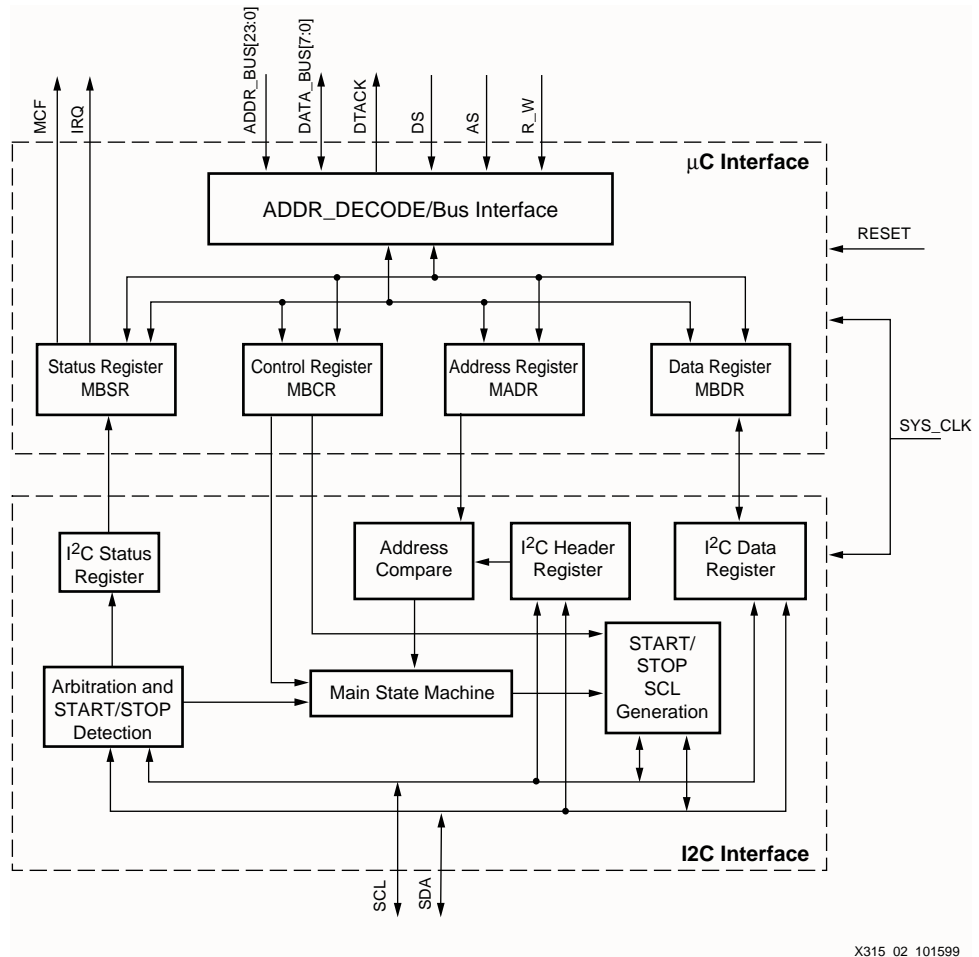 MCF
IRQ
ADDR_BUS[23:0]
DATA_BUS[7:0]
DTACK
DS
AS
R_W
µC Interface
ADDR_DECODE/Bus Interface
RESET
Status Register
MBSR
Control Register
MBCR
Address Register
MADR
Data Register
MBDR
SYS_CLK
I²C Status
Register
Address
Compare
I²C Header
Register
I²C Data
Register
START/
STOP
SCL
Generation
Arbitration and
START/STOP
Detection
Main State Machine
I2C Interface
SCL
SDA
X315_02_101599